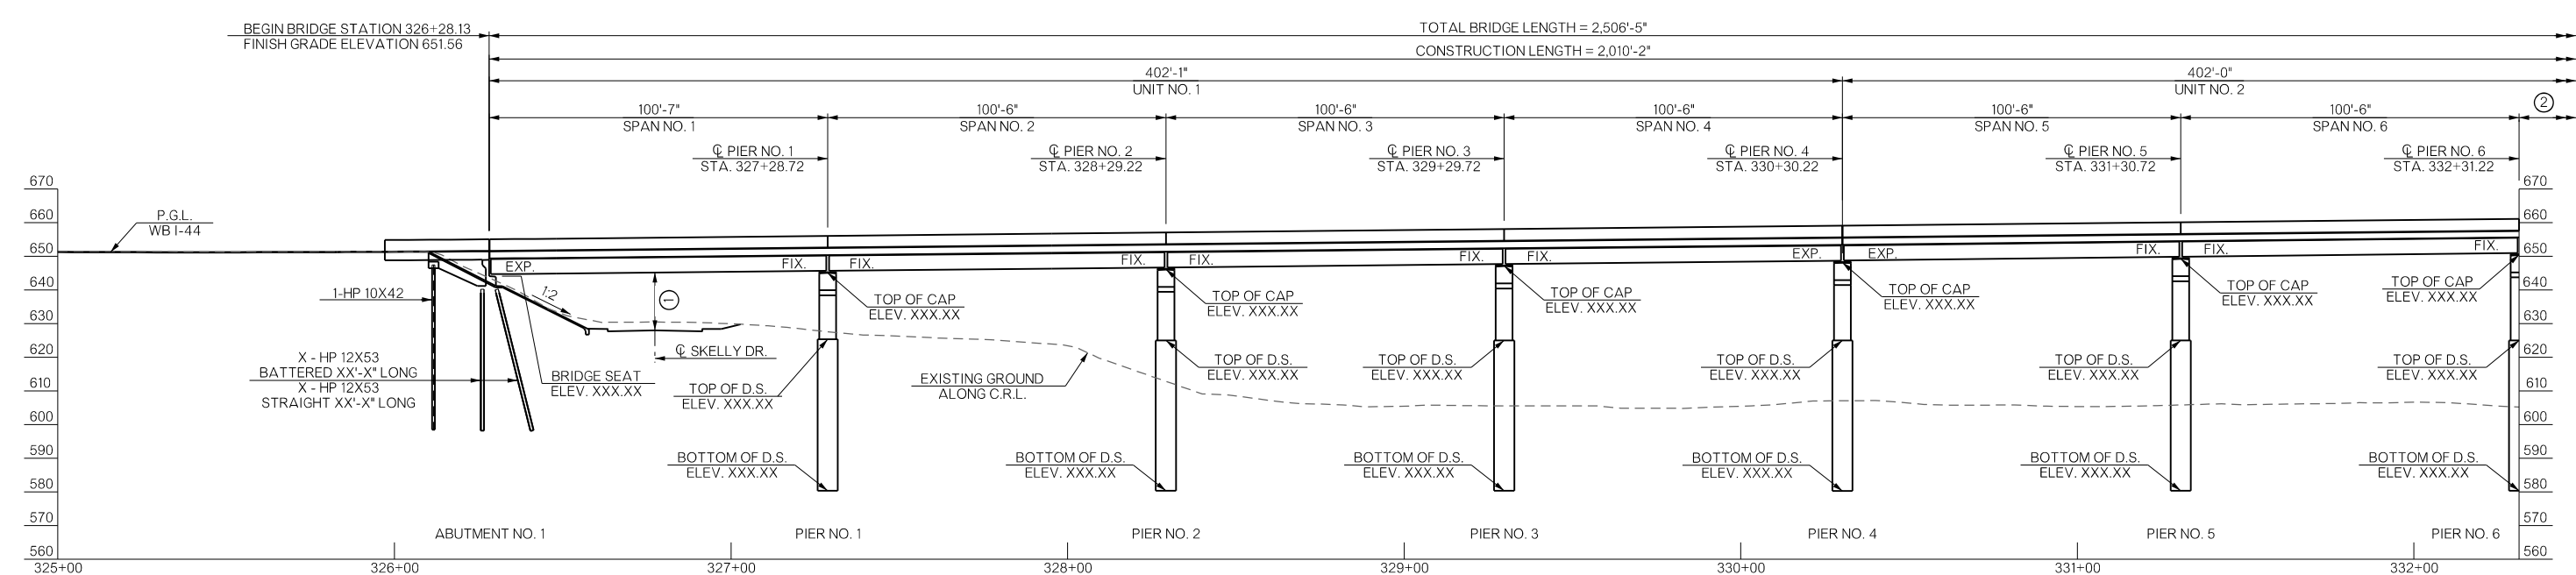 BEGIN BRIDGE STATION 326+28.13
FINISH GRADE ELEVATION 651.56
TOTAL BRIDGE LENGTH = 2,506'-5"
CONSTRUCTION LENGTH = 2,010'-2"
402'-1"
UNIT NO. 1
402'-0"
UNIT NO. 2
100'-7"
SPAN NO. 1
100'-6"
SPAN NO. 2
100'-6"
SPAN NO. 3
100'-6"
SPAN NO. 4
100'-6"
SPAN NO. 5
100'-6"
SPAN NO. 6
2
℄ PIER NO. 1
STA. 327+28.72
℄ PIER NO. 2
STA. 328+29.22
℄ PIER NO. 3
STA. 329+29.72
℄ PIER NO. 4
STA. 330+30.22
℄ PIER NO. 5
STA. 331+30.72
℄ PIER NO. 6
STA. 332+31.22
670
660
650
640
630
620
610
600
590
580
570
560
P.G.L.
WB I-44
EXP.
FIX.
FIX.
FIX.
FIX.
FIX.
FIX.
EXP.
EXP.
FIX.
FIX.
FIX.
1-HP 10X42
1:2
1
TOP OF CAP
ELEV. XXX.XX
TOP OF CAP
ELEV. XXX.XX
TOP OF CAP
ELEV. XXX.XX
TOP OF CAP
ELEV. XXX.XX
TOP OF CAP
ELEV. XXX.XX
TOP OF CAP
ELEV. XXX.XX
℄ SKELLY DR.
X - HP 12X53
BATTERED XX'-X" LONG
X - HP 12X53
STRAIGHT XX'-X" LONG
BRIDGE SEAT
ELEV. XXX.XX
TOP OF D.S.
ELEV. XXX.XX
EXISTING GROUND
ALONG C.R.L.
TOP OF D.S.
ELEV. XXX.XX
TOP OF D.S.
ELEV. XXX.XX
TOP OF D.S.
ELEV. XXX.XX
TOP OF D.S.
ELEV. XXX.XX
TOP OF D.S.
ELEV. XXX.XX
BOTTOM OF D.S.
ELEV. XXX.XX
BOTTOM OF D.S.
ELEV. XXX.XX
BOTTOM OF D.S.
ELEV. XXX.XX
BOTTOM OF D.S.
ELEV. XXX.XX
BOTTOM OF D.S.
ELEV. XXX.XX
BOTTOM OF D.S.
ELEV. XXX.XX
670
660
650
640
630
620
610
600
590
580
570
560
ABUTMENT NO. 1
PIER NO. 1
PIER NO. 2
PIER NO. 3
PIER NO. 4
PIER NO. 5
PIER NO. 6
325+00
326+00
327+00
328+00
329+00
330+00
331+00
332+00